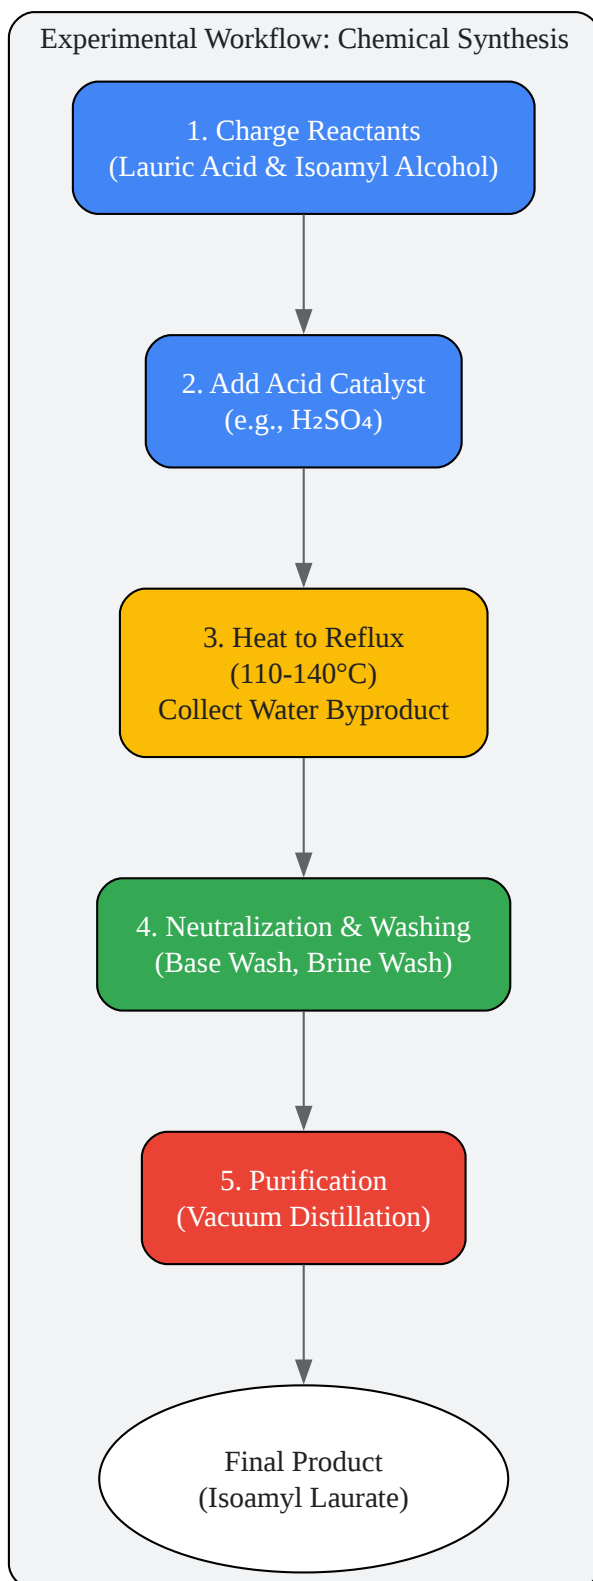 Experimental Workflow: Chemical Synthesis
1. Charge Reactants
(Lauric Acid & Isoamyl Alcohol)
2. Add Acid Catalyst
(e.g., H₂SO₄)
3. Heat to Reflux
(110-140°C)
Collect Water Byproduct
4. Neutralization & Washing
(Base Wash, Brine Wash)
5. Purification
(Vacuum Distillation)
Final Product
(Isoamyl Laurate)